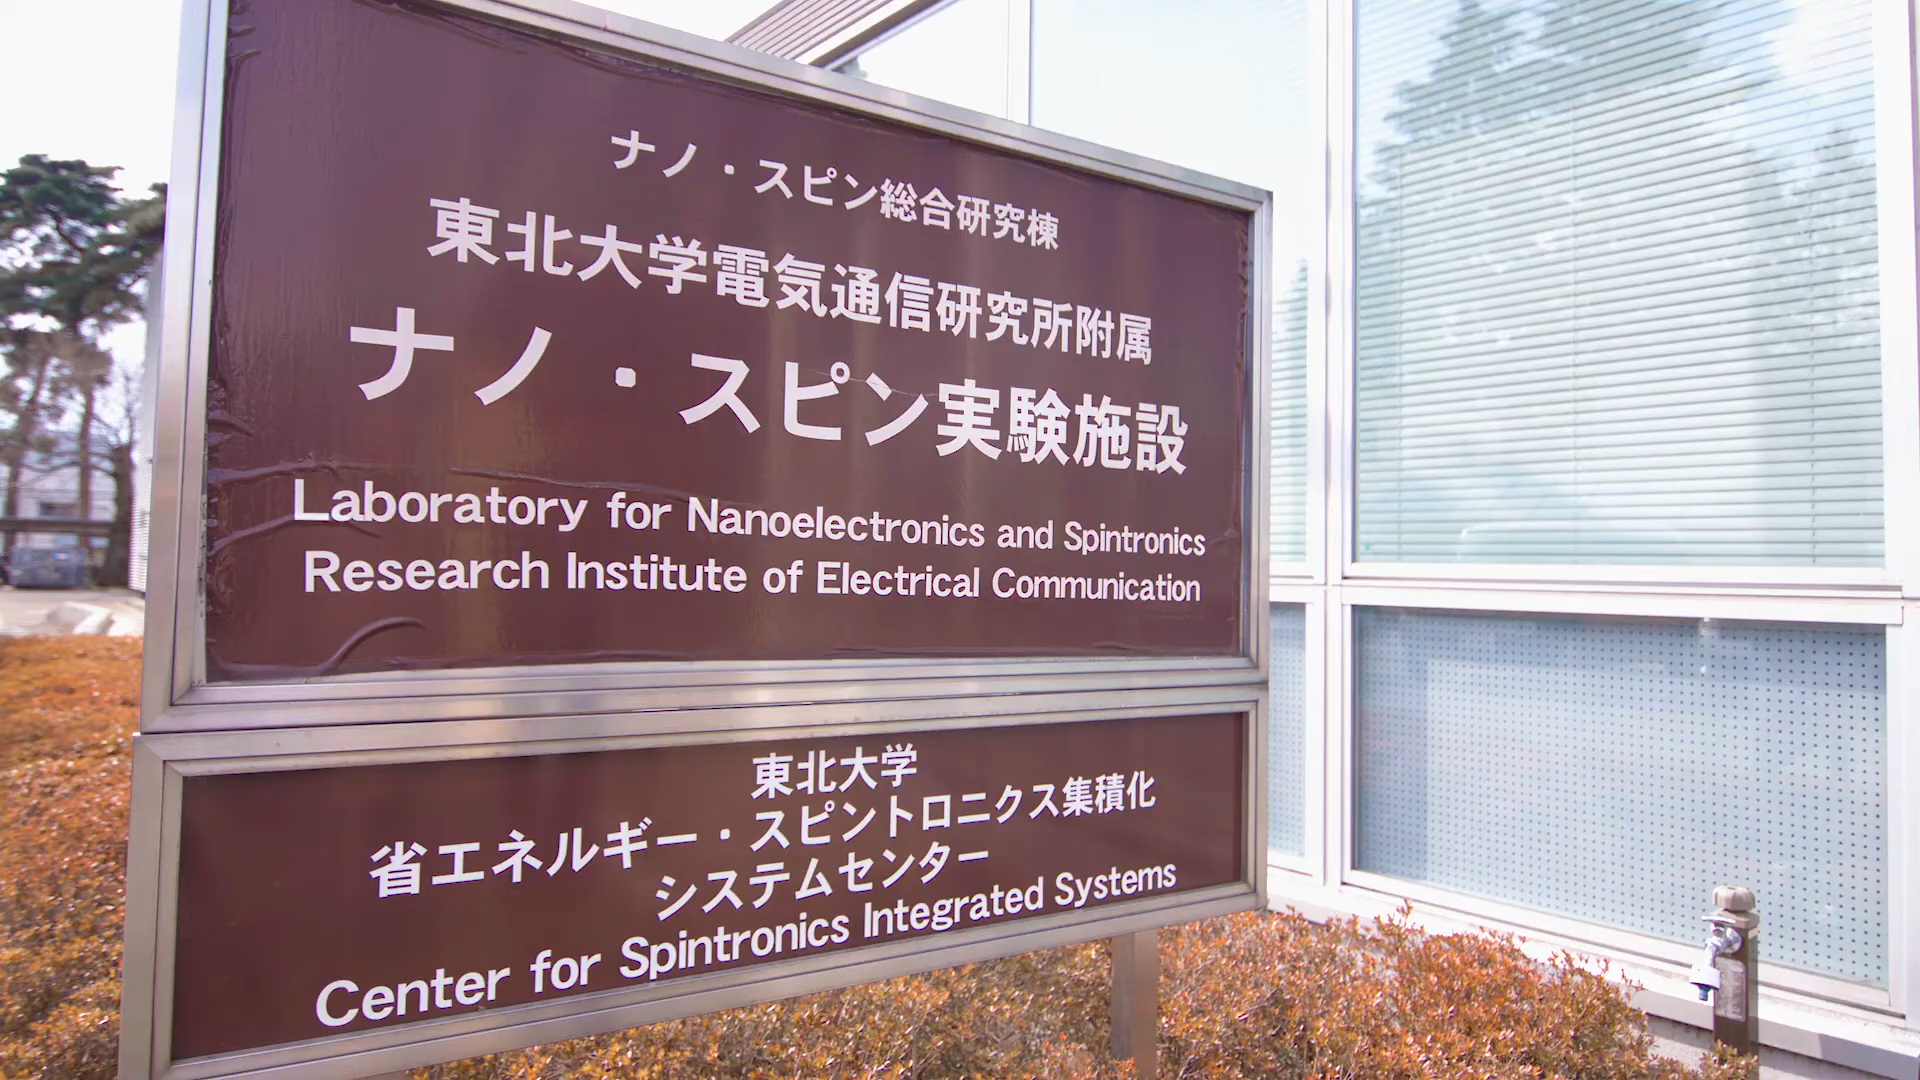 ナノ・スピン総合研究棟
東北大学電気通信研究所附属
ナノ・スピン実験施設
Laboratory for Nanoelectronics and Spintronics
Research Institute of Electrical Communication
東北大学
省エネルギー・スピントロニクス集積化
システムセンター
Center for Spintronics Integrated Systems